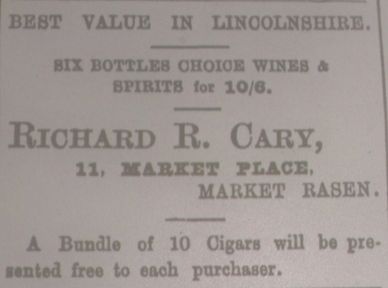 BEST VALUE IN LINCOLNSHIRE.
SIX BOTTLES CHOICE WINES &
SPIRITS for 10/6.
RICHARD R. CARY,
11, MARKET PLACE,
MARKET RASEN.
A Bundle of 10 Cigars will be pre-
sented free to each purchaser.